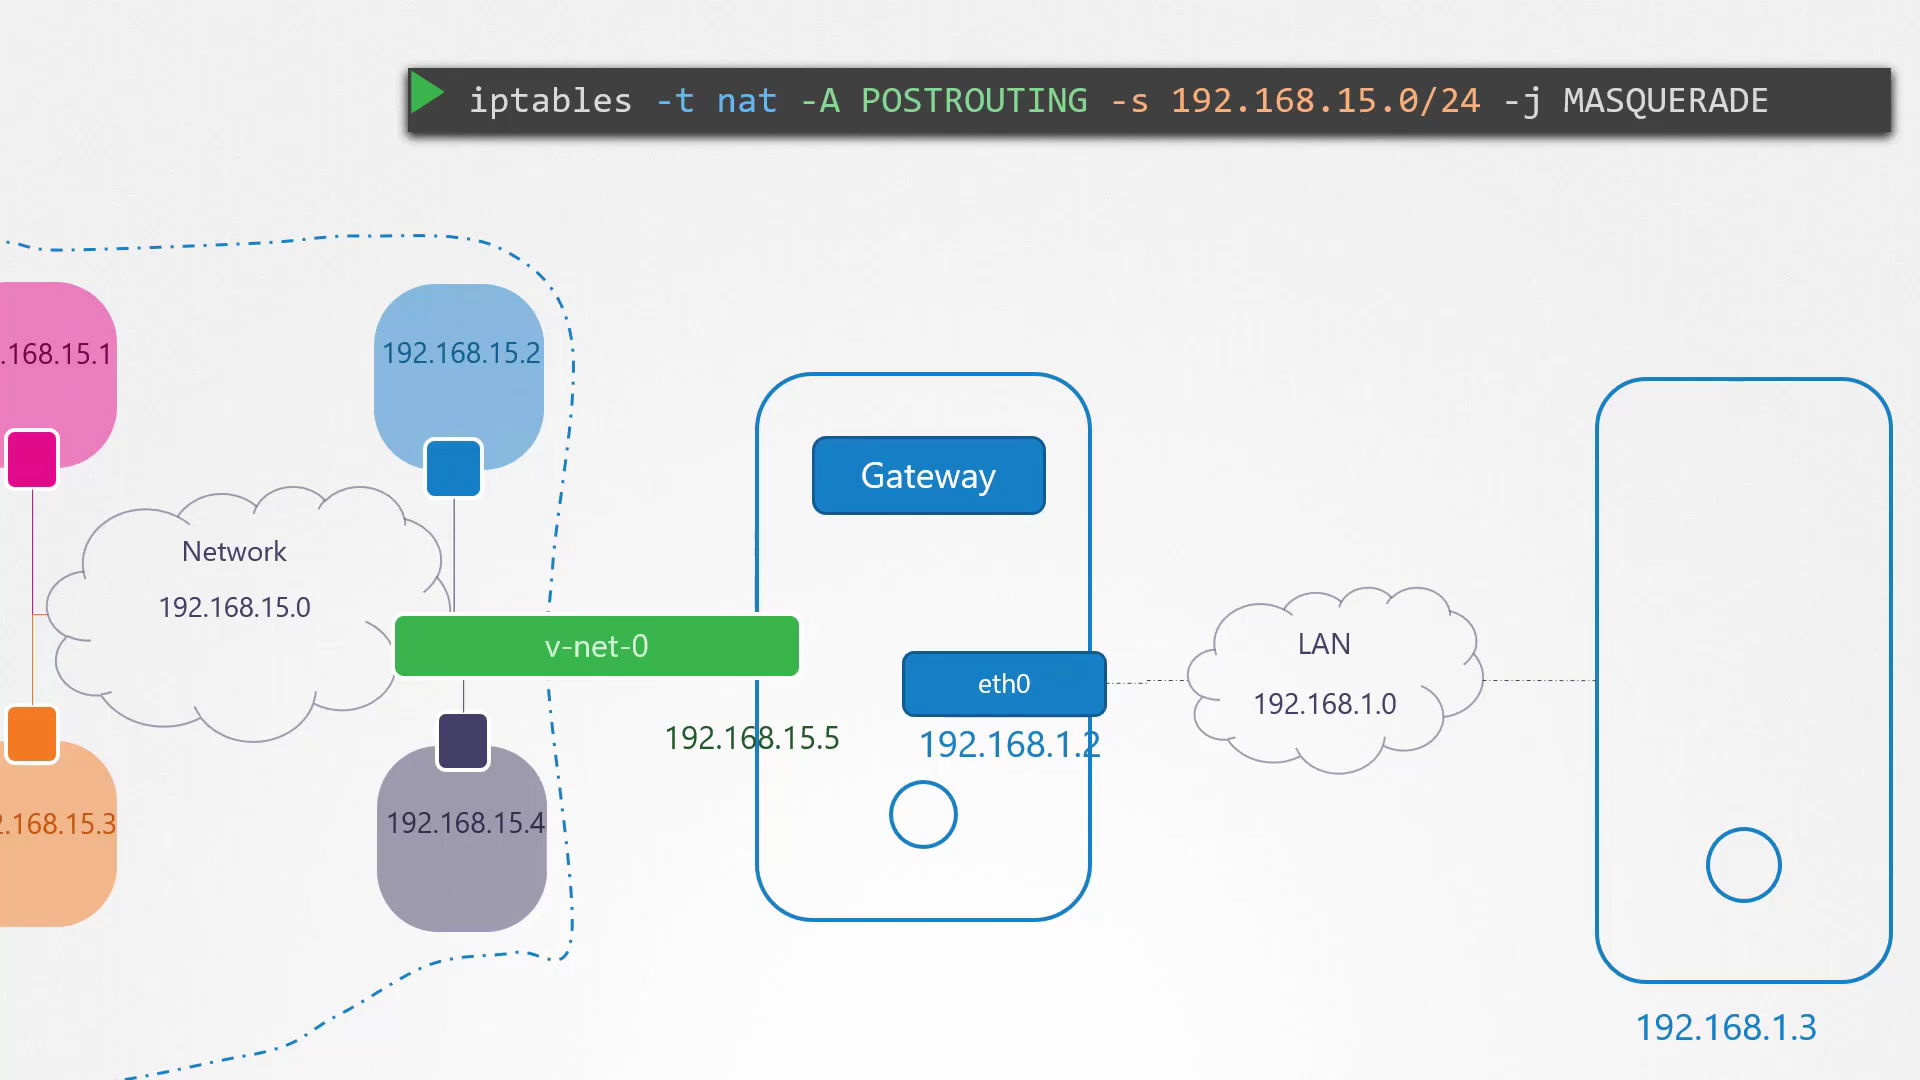 iptables -t nat -A POSTROUTING -s 192.168.15.0/24 -j MASQUERADE
.168.15.1
192.168.15.2
Gateway
Network
192.168.15.0
v-net-0
LAN
eth0
192.168.1.0
192.168.15.5
192.168.1.2
2.168.15.3
192.168.15.4
192.168.1.3